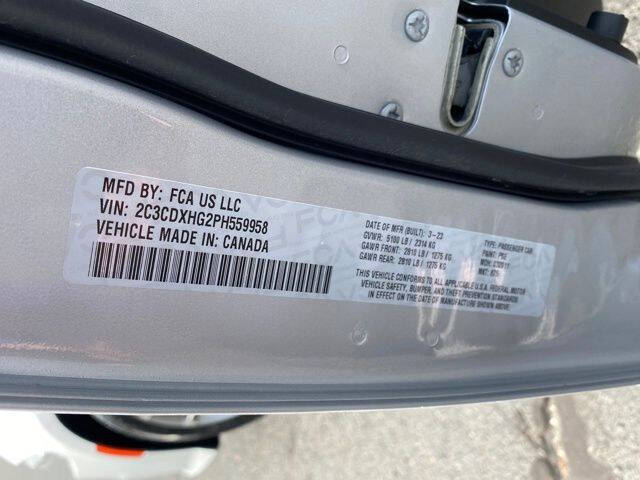 MFD BY: FCA US LLC
VIN: 2C3CDXHG2PH559958
VEHICLE MADE IN: CANADA
DATE OF MFR (BUILT): 3-23
GVWR: 5100 LB / 2314 KG
GAWR FRONT: 2810 LB / 1275 KG
GAWR REAR: 2810 LB / 1275 KG
TYPE: PASSENGER CAR
PAINT:
MDH:
MKT:
THIS VEHICLE CONFORMS TO ALL APPLICABLE U.S.A. FEDERAL MOTOR
VEHICLE SAFETY, BUMPER, AND THEFT PREVENTION STANDARDS
IN EFFECT ON THE DATE OF MANUFACTURE SHOWN ABOVE.